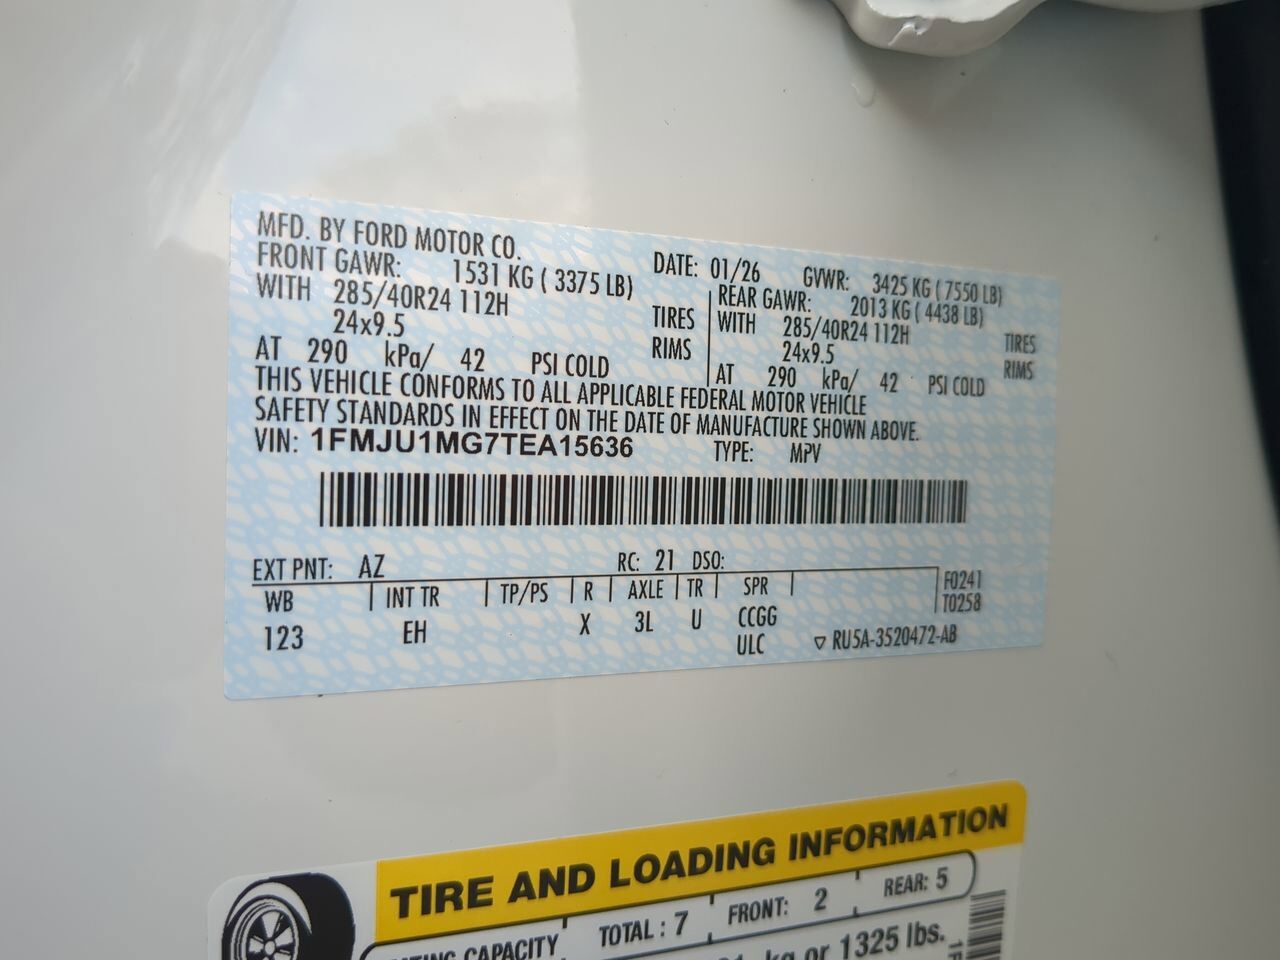 MFD. BY FORD MOTOR CO.
DATE: 01/26 GVWR: 3425 KG ( 7550 LB)
FRONT GAWR: 1531 KG ( 3375 LB)
WITH 285/40R24 112H TIRES
24x9.5 RIMS
AT 290 kPa/ 42 PSI COLD
REAR GAWR: 2013 KG ( 4438 LB)
WITH 285/40R24 112H TIRES
24x9.5 RIMS
AT 290 kPa/ 42 PSI COLD
THIS VEHICLE CONFORMS TO ALL APPLICABLE FEDERAL MOTOR VEHICLE
SAFETY STANDARDS IN EFFECT ON THE DATE OF MANUFACTURE SHOWN ABOVE.
VIN: 1FMJU1MG7TEA15636 TYPE: MPV
EXT PNT: AZ RC: 21 DSO:
WB INT TR TP/PS R AXLE TR SPR F0241
T0258
123 EH X 3L U CCGG
ULC ▽ RU5A-3520472-AB
TIRE AND LOADING INFORMATION
CAPACITY TOTAL : 7 FRONT: 2 REAR: 5
kg or 1325 lbs.